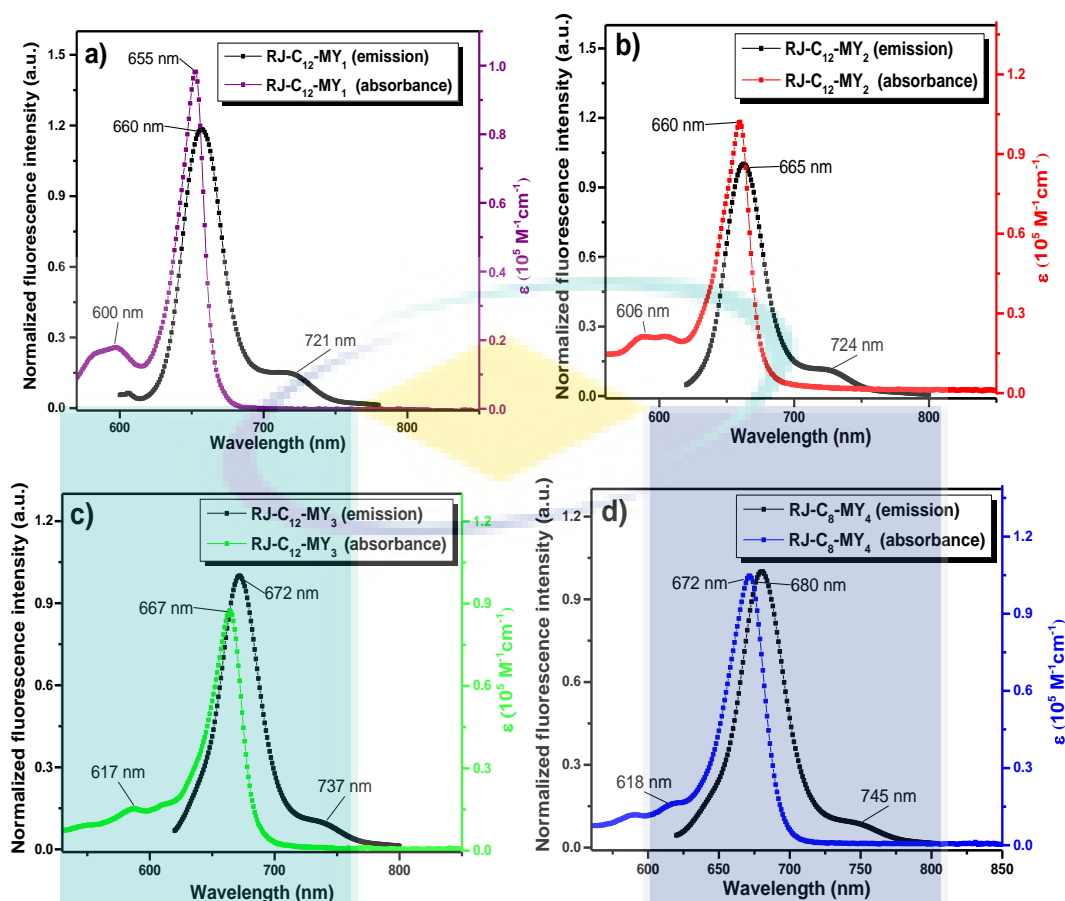 a)
RJ-C₁₂-MY₁ (emission)
RJ-C₁₂-MY₁ (absorbance)
655 nm
660 nm
600 nm
721 nm
Normalized fluorescence intensity (a.u.)
0.0
0.3
0.6
0.9
1.2
1.5
600
700
800
Wavelength (nm)
0.0
0.2
0.4
0.6
0.8
1.0
ε (10⁵ M⁻¹cm⁻¹)
b)
RJ-C₁₂-MY₂ (emission)
RJ-C₁₂-MY₂ (absorbance)
660 nm
665 nm
606 nm
724 nm
Normalized fluorescence intensity (a.u.)
0.0
0.3
0.6
0.9
1.2
1.5
600
700
800
Wavelength (nm)
0.0
0.3
0.6
0.9
1.2
ε (10⁵ M⁻¹cm⁻¹)
c)
RJ-C₁₂-MY₃ (emission)
RJ-C₁₂-MY₃ (absorbance)
667 nm
672 nm
617 nm
737 nm
Normalized fluorescence intensity (a.u.)
0.0
0.3
0.6
0.9
1.2
600
700
800
Wavelength (nm)
0.0
0.3
0.6
0.9
1.2
ε (10⁵ M⁻¹cm⁻¹)
d)
RJ-C₈-MY₄ (emission)
RJ-C₈-MY₄ (absorbance)
672 nm
680 nm
618 nm
745 nm
Normalized fluorescence intensity (a.u.)
0.0
0.3
0.6
0.9
1.2
600
650
700
750
800
850
Wavelength (nm)
0.0
0.3
0.6
0.9
1.2
ε (10⁵ M⁻¹cm⁻¹)